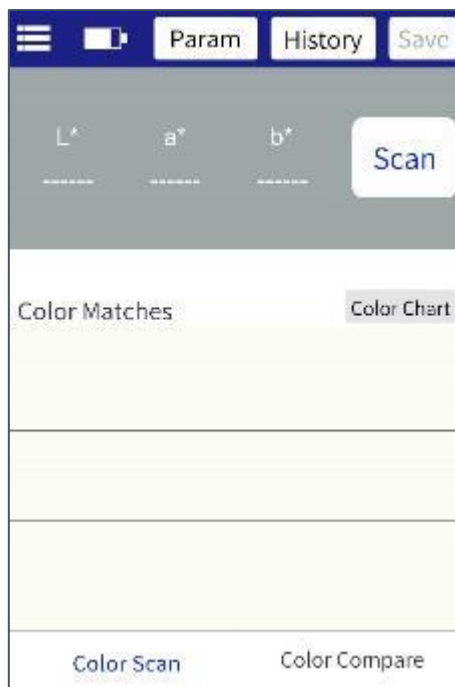 Param History Save
L* a* b*
------ ------ ------
Scan
Color Matches Color Chart
Color Scan Color Compare